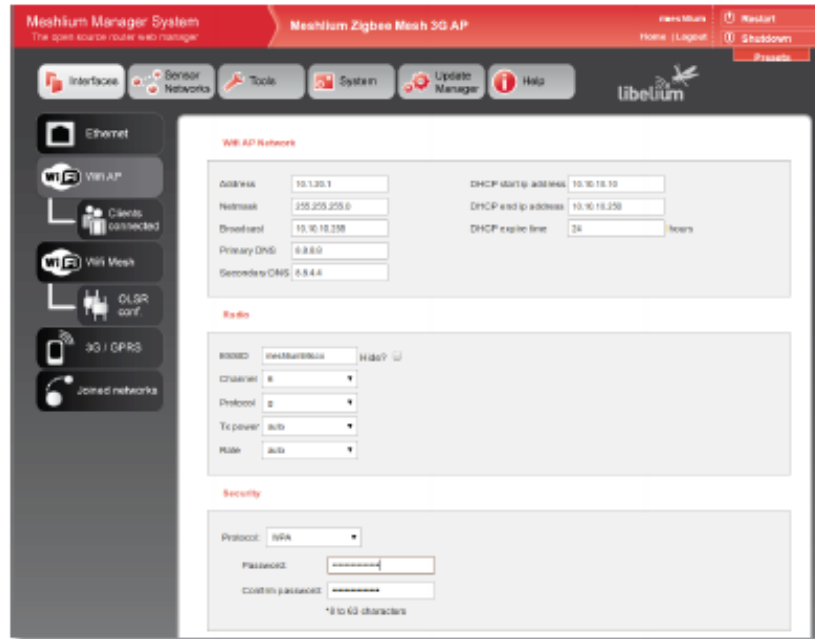 Meshlium Manager System
The open source router web manager
Meshlium Zigbee Mesh 3G AP
meshlium
Home | Logout
Restart
Shutdown
Presets
Interfaces
Sensor Networks
Tools
System
Update Manager
Help
libelium
Ethernet
Wifi AP
Clients connected
Wifi Mesh
OLSR conf.
3G / GPRS
Joined networks
Wifi AP Network
Address 10.1.20.1
Netmask 255.255.255.0
Broadcast 10.10.10.255
Primary DNS 8.8.8.8
Secondary DNS 8.8.4.4
DHCP start ip address 10.10.10.10
DHCP end ip address 10.10.10.250
DHCP expire time 24 hours
Radio
ESSID Hide?
Channel 6
Protocol g
Tx power auto
Rate auto
Security
Protocol: WPA
Password:
Confirm password:
*8 to 63 characters